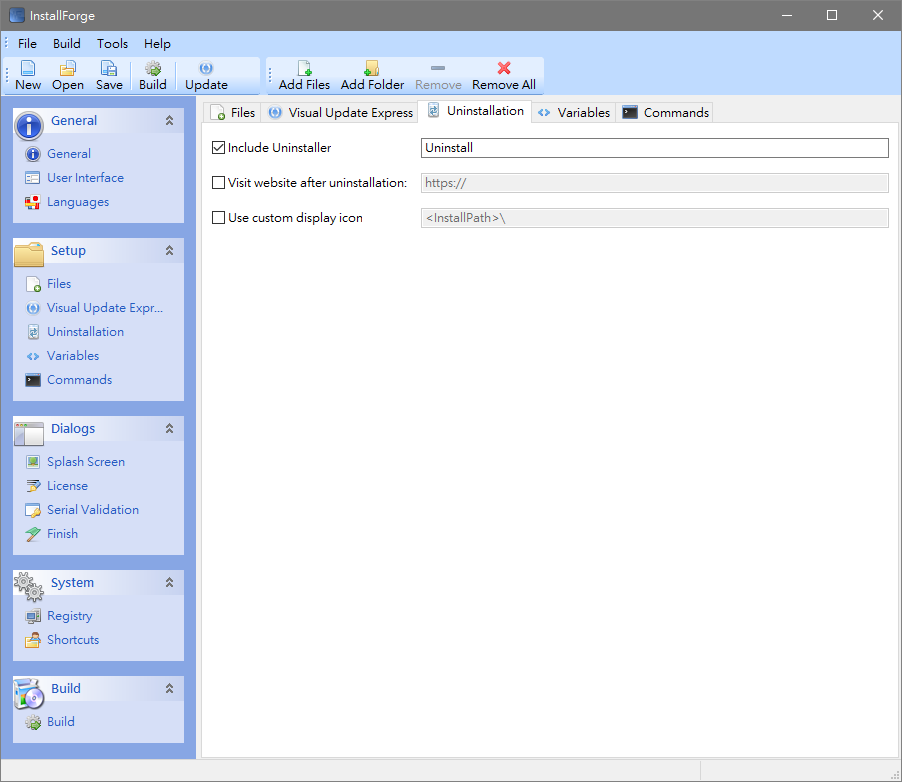 InstallForge
File Build Tools Help
New Open Save Build Update Add Files Add Folder Remove Remove All
General
General
User Interface
Languages
Setup
Files
Visual Update Expr...
Uninstallation
Variables
Commands
Dialogs
Splash Screen
License
Serial Validation
Finish
System
Registry
Shortcuts
Build
Build
Files Visual Update Express Uninstallation Variables Commands
Include Uninstaller Uninstall
Visit website after uninstallation: https://
Use custom display icon <InstallPath>\